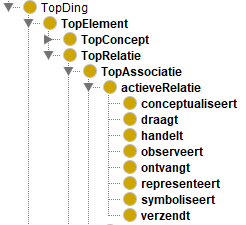 TopDing
TopElement
TopConcept
TopRelatie
TopAssociatie
actieveRelatie
conceptualiseert
draagt
handelt
observeert
ontvangt
representeert
symboliseert
verzendt